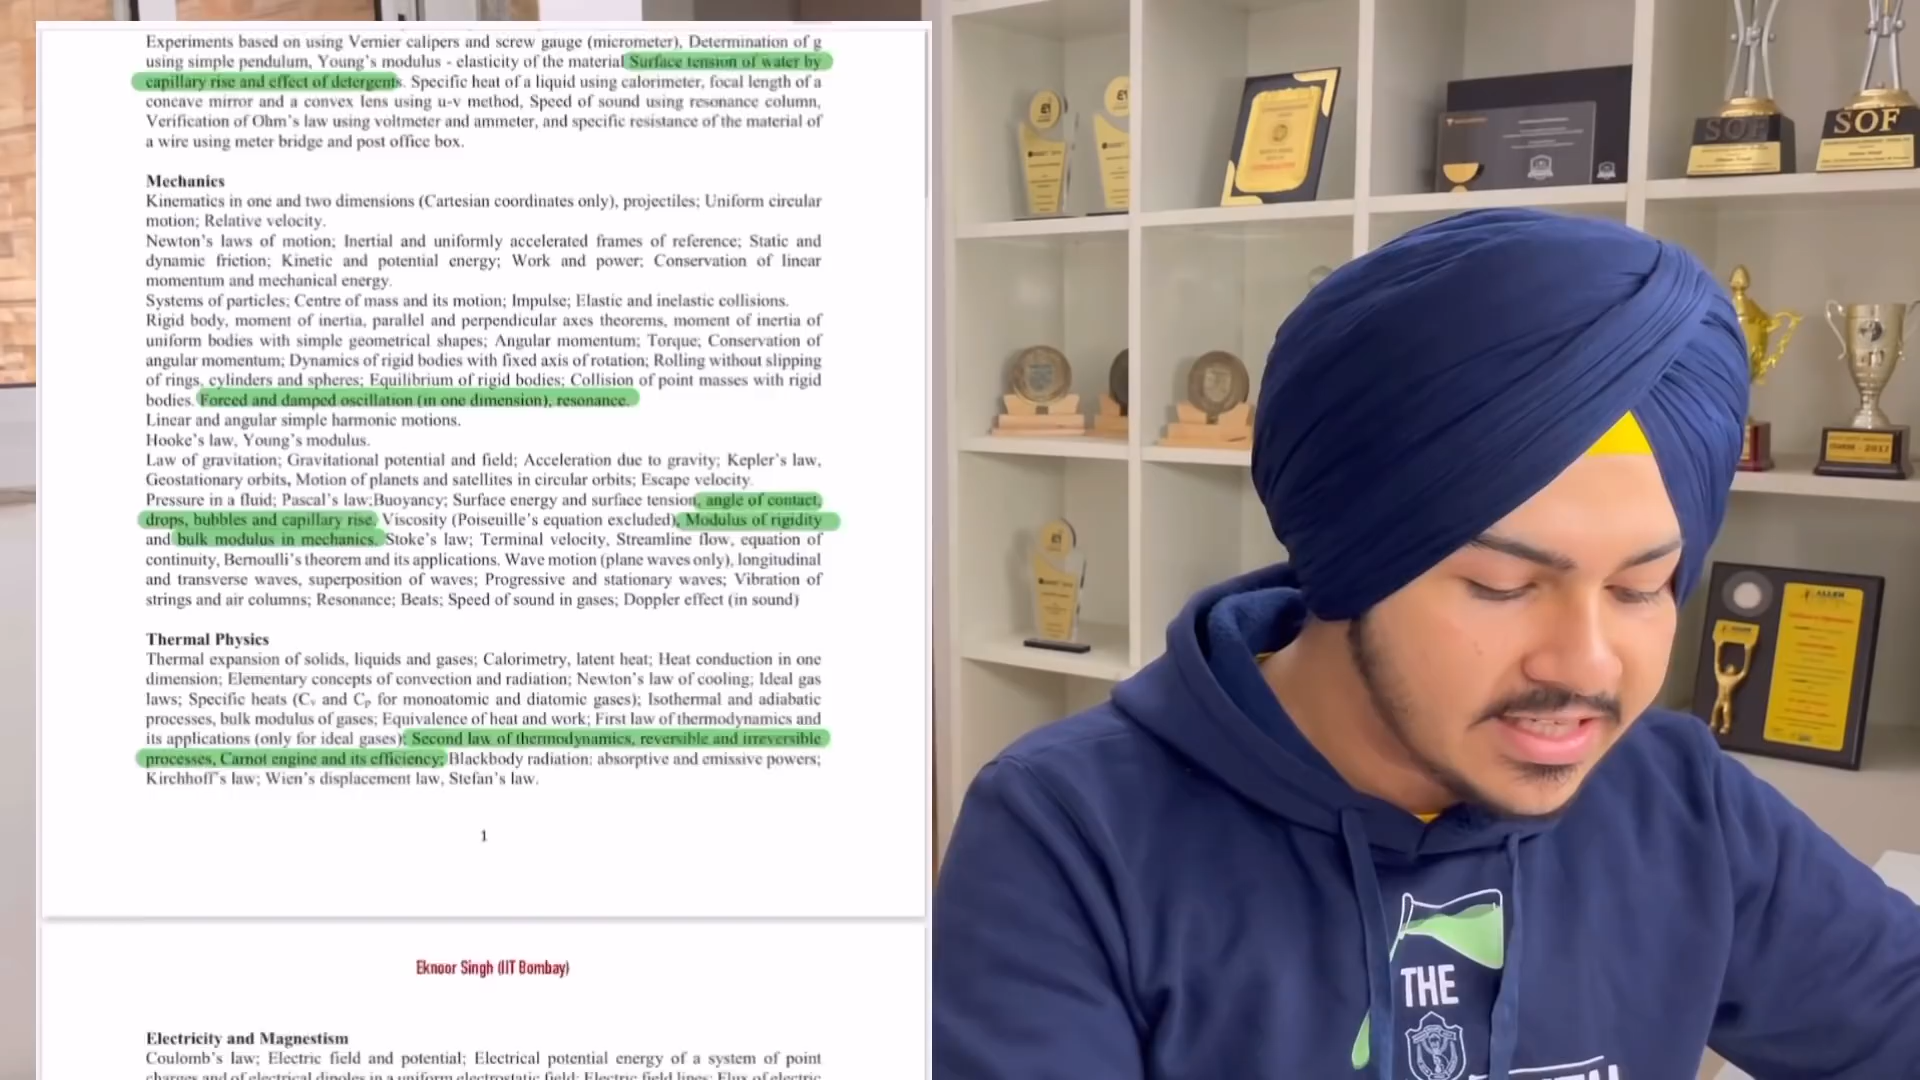 Experiments based on using Vernier calipers and screw gauge (micrometer), Determination of g
using simple pendulum, Young's modulus - elasticity of the material Surface tension of water by
capillary rise and effect of detergents. Specific heat of a liquid using calorimeter, focal length of a
concave mirror and a convex lens using u-v method, Speed of sound using resonance column,
Verification of Ohm's law using voltmeter and ammeter, and specific resistance of the material of
a wire using meter bridge and post office box.
Mechanics
Kinematics in one and two dimensions (Cartesian coordinates only), projectiles; Uniform circular
motion; Relative velocity.
Newton's laws of motion; Inertial and uniformly accelerated frames of reference; Static and
dynamic friction; Kinetic and potential energy; Work and power; Conservation of linear
momentum and mechanical energy.
Systems of particles; Centre of mass and its motion; Impulse; Elastic and inelastic collisions.
Rigid body, moment of inertia, parallel and perpendicular axes theorems, moment of inertia of
uniform bodies with simple geometrical shapes; Angular momentum; Torque; Conservation of
angular momentum; Dynamics of rigid bodies with fixed axis of rotation; Rolling without slipping
of rings, cylinders and spheres; Equilibrium of rigid bodies; Collision of point masses with rigid
bodies. Forced and damped oscillation (in one dimension), resonance.
Linear and angular simple harmonic motions.
Hooke's law, Young's modulus.
Law of gravitation; Gravitational potential and field; Acceleration due to gravity; Kepler's law,
Geostationary orbits, Motion of planets and satellites in circular orbits; Escape velocity.
Pressure in a fluid; Pascal's law;Buoyancy; Surface energy and surface tension, angle of contact,
drops, bubbles and capillary rise. Viscosity (Poiseuille's equation excluded), Modulus of rigidity
and bulk modulus in mechanics. Stoke's law; Terminal velocity, Streamline flow, equation of
continuity, Bernoulli's theorem and its applications. Wave motion (plane waves only), longitudinal
and transverse waves, superposition of waves; Progressive and stationary waves; Vibration of
strings and air columns; Resonance; Beats; Speed of sound in gases; Doppler effect (in sound)
Thermal Physics
Thermal expansion of solids, liquids and gases; Calorimetry, latent heat; Heat conduction in one
dimension; Elementary concepts of convection and radiation; Newton's law of cooling; Ideal gas
laws; Specific heats (Cv and Cp for monoatomic and diatomic gases); Isothermal and adiabatic
processes, bulk modulus of gases; Equivalence of heat and work; First law of thermodynamics and
its applications (only for ideal gases); Second law of thermodynamics, reversible and irreversible
processes, Carnot engine and its efficiency; Blackbody radiation: absorptive and emissive powers;
Kirchhoff's law; Wien's displacement law, Stefan's law.
1
Eknoor Singh (IIT Bombay)
Electricity and Magnestism
Coulomb's law; Electric field and potential; Electrical potential energy of a system of point
charges and of electrical dipoles in a uniform electrostatic field; Electric field lines; Flux of electric
SOF
SOF
ALLEN
THE